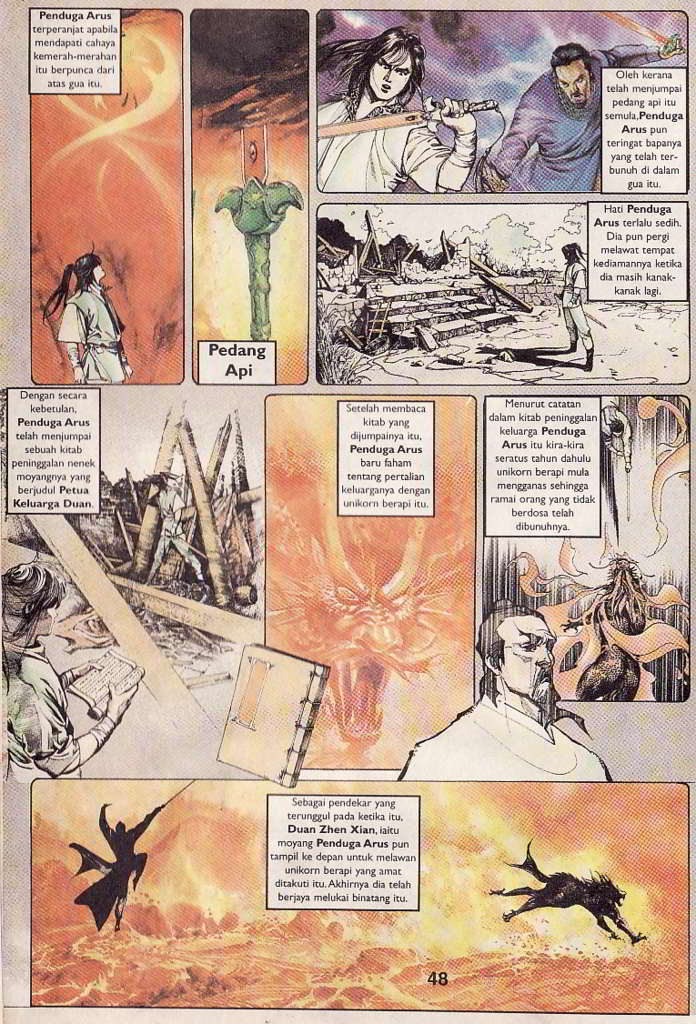 Penduga Arus
terperanjat apabila
mendapati cahaya
kemerah-merahan
itu berpunca dari
atas gua itu.
Pedang
Api
Oleh kerana
telah menjumpai
pedang api itu
semula,Penduga
Arus pun
teringat bapanya
yang telah ter-
bunuh di dalam
gua itu.
Hati Penduga
Arus terlalu sedih.
Dia pun pergi
melawat tempat
kediamannya ketika
dia masih kanak-
kanak lagi.
Dengan secara
kebetulan,
Penduga Arus
telah menjumpai
sebuah kitab
peninggalan nenek
moyangnya yang
berjudul Petua
Keluarga Duan.
Setelah membaca
kitab yang
dijumpainya itu,
Penduga Arus
baru faham
tentang pertalian
keluarganya dengan
unikorn berapi itu.
Menurut catatan
dalam kitab peninggalan
keluarga Penduga
Arus itu kira-kira
seratus tahun dahulu
unikorn berapi mula
mengganas sehingga
ramai orang yang tidak
berdosa telah
dibunuhnya.
Sebagai pendekar yang
terunggul pada ketika itu,
Duan Zhen Xian, iaitu
moyang Penduga Arus pun
tampil ke depan untuk melawan
unikorn berapi yang amat
ditakuti itu. Akhirnya dia telah
berjaya melukai binatang itu.
48